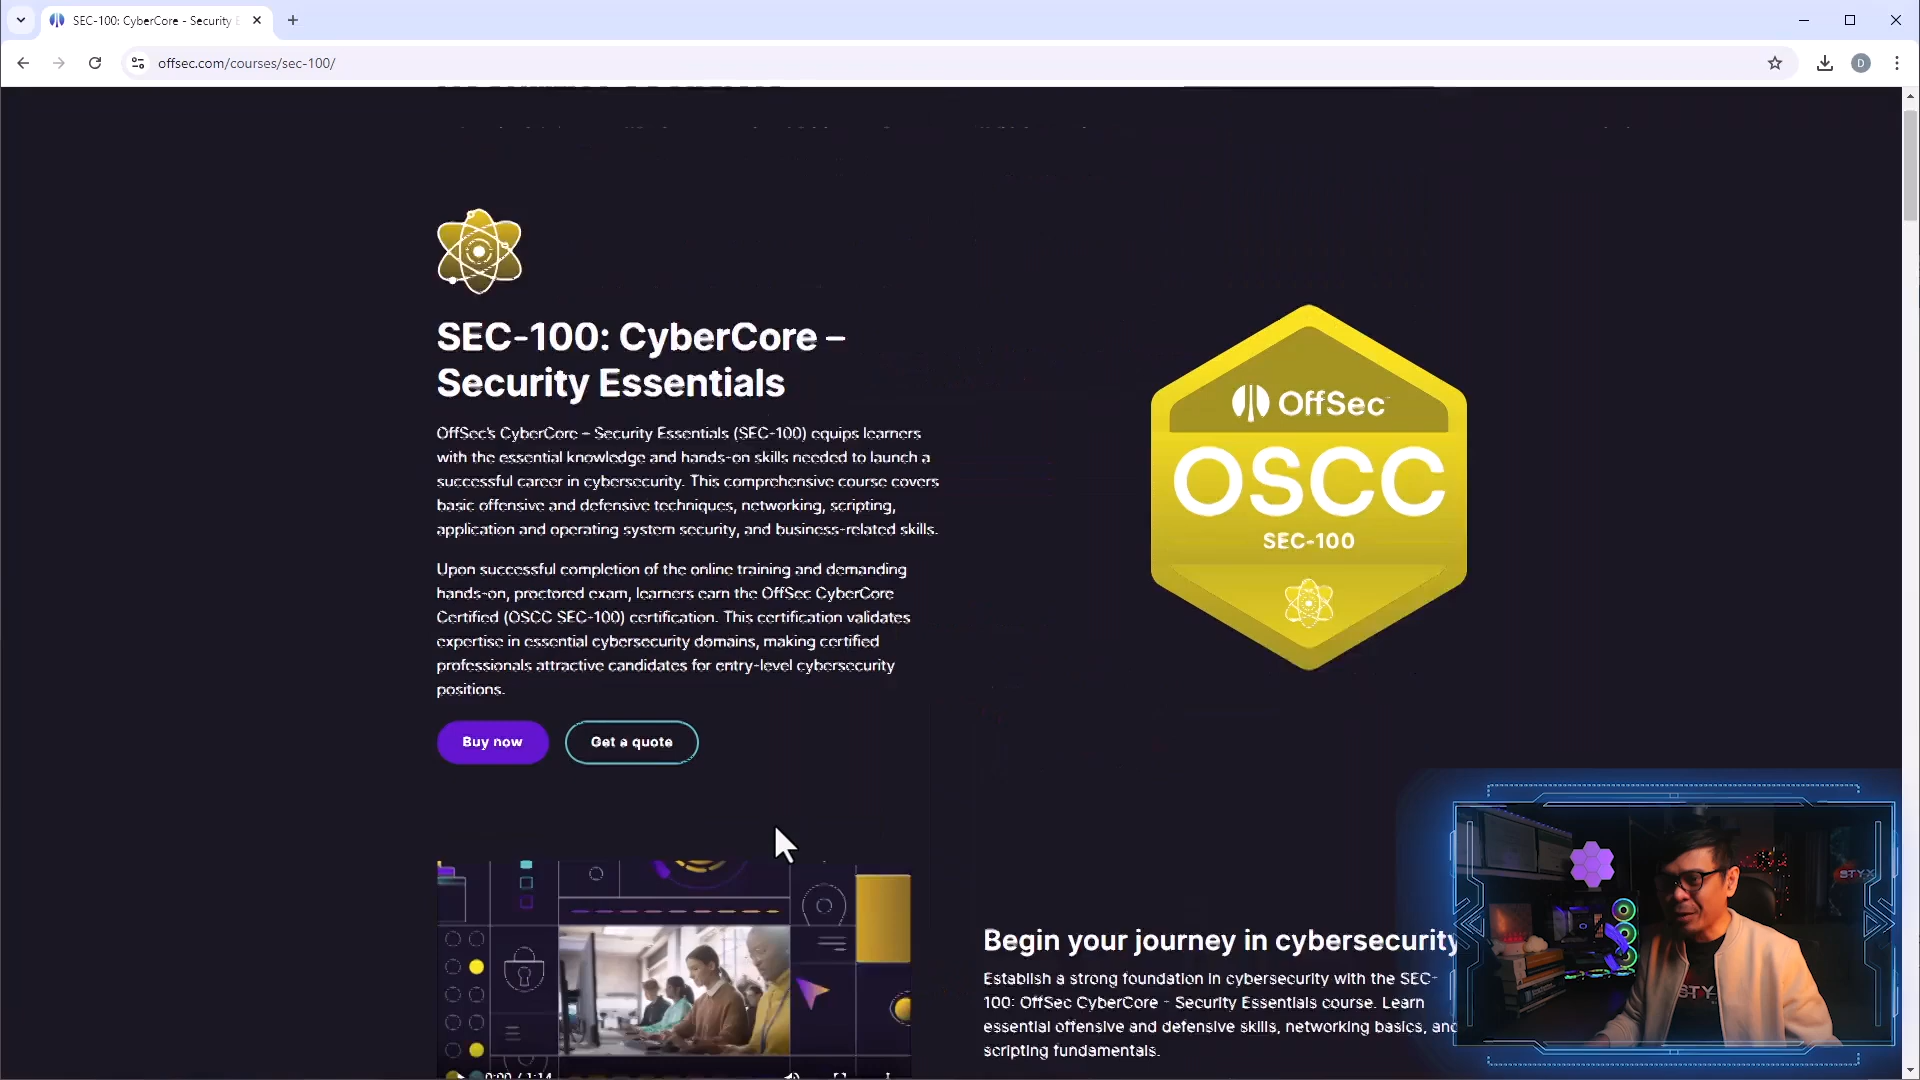 SEC-100: CyberCore - Security E
offsec.com/courses/sec-100/
D
SEC-100: CyberCore –
Security Essentials
OffSec's CyberCore – Security Essentials (SEC-100) equips learners
with the essential knowledge and hands-on skills needed to launch a
successful career in cybersecurity. This comprehensive course covers
basic offensive and defensive techniques, networking, scripting,
application and operating system security, and business-related skills.
Upon successful completion of the online training and demanding
hands-on, proctored exam, learners earn the OffSec CyberCore
Certified (OSCC SEC-100) certification. This certification validates
expertise in essential cybersecurity domains, making certified
professionals attractive candidates for entry-level cybersecurity
positions.
Buy now
Get a quote
OffSec
OSCC
SEC-100
Begin your journey in cybersecurity
Establish a strong foundation in cybersecurity with the SEC-
100: OffSec CyberCore - Security Essentials course. Learn
essential offensive and defensive skills, networking basics, and
scripting fundamentals.
0:00 / 1:14
STYX